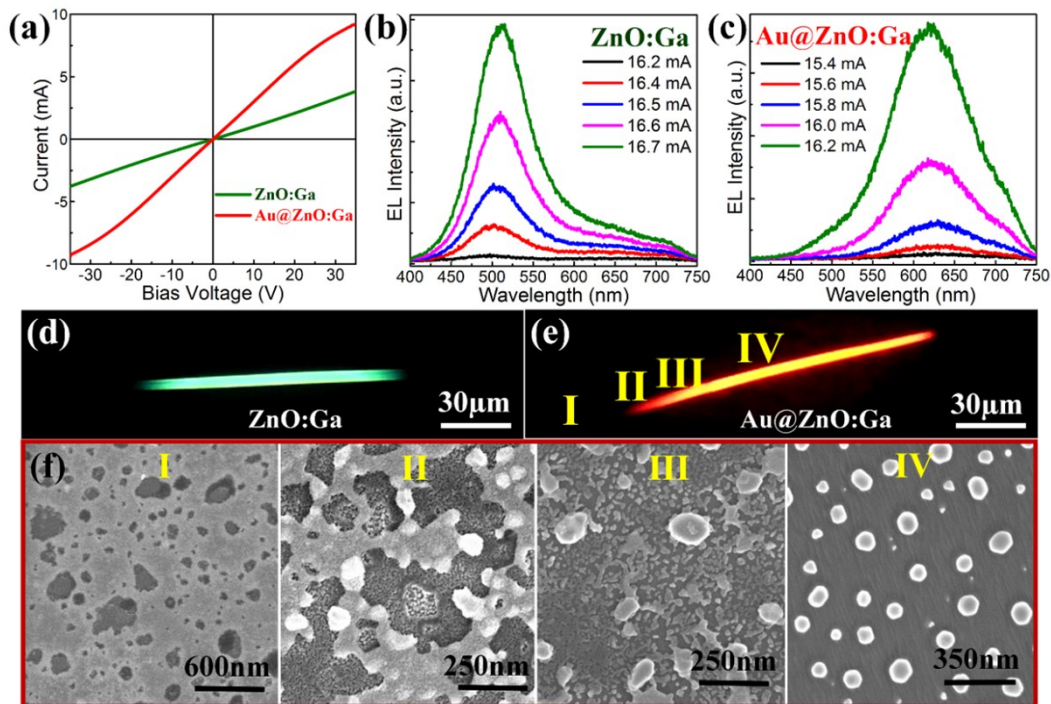 (a)
10
5
0
-5
-10
Current (mA)
-30 -20 -10 0 10 20 30
Bias Voltage (V)
ZnO:Ga
Au@ZnO:Ga
(b)
ZnO:Ga
16.2 mA
16.4 mA
16.5 mA
16.6 mA
16.7 mA
EL Intensity (a.u.)
400 450 500 550 600 650 700 750
Wavelength (nm)
(c)
Au@ZnO:Ga
15.4 mA
15.6 mA
15.8 mA
16.0 mA
16.2 mA
EL Intensity (a.u.)
400 450 500 550 600 650 700 750
Wavelength (nm)
(d)
ZnO:Ga
30μm
(e)
I
II
III
IV
Au@ZnO:Ga
30μm
(f)
I
600nm
II
250nm
III
250nm
IV
350nm